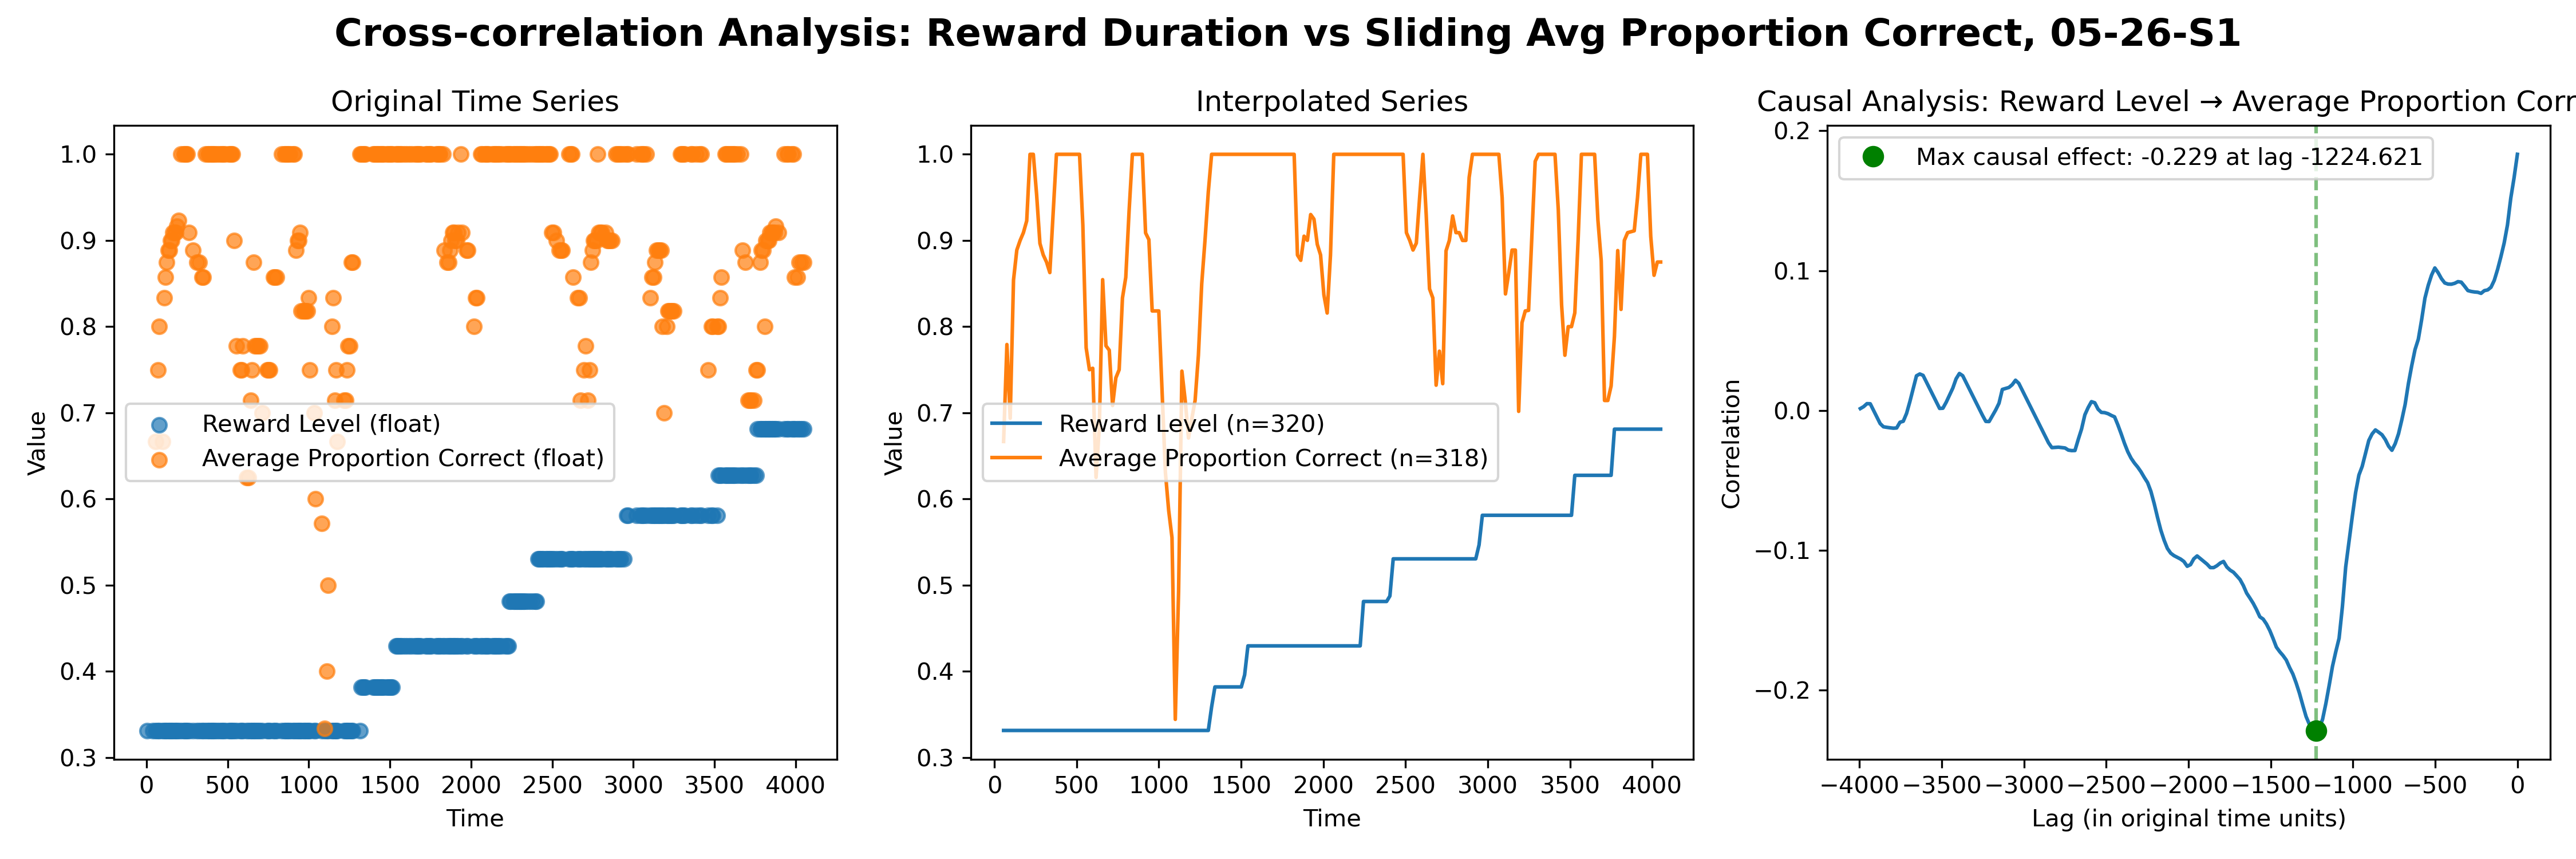 Cross-correlation Analysis: Reward Duration vs Sliding Avg Proportion Correct, 05-26-S1
Original Time Series
Value
1.0
0.9
0.8
0.7
0.6
0.5
0.4
0.3
Reward Level (float)
Average Proportion Correct (float)
0 500 1000 1500 2000 2500 3000 3500 4000
Time
Interpolated Series
Value
1.0
0.9
0.8
0.7
0.6
0.5
0.4
0.3
Reward Level (n=320)
Average Proportion Correct (n=318)
0 500 1000 1500 2000 2500 3000 3500 4000
Time
Causal Analysis: Reward Level → Average Proportion Corr
Correlation
0.2
0.1
0.0
−0.1
−0.2
Max causal effect: -0.229 at lag -1224.621
−4000 −3500 −3000 −2500 −2000 −1500 −1000 −500 0
Lag (in original time units)